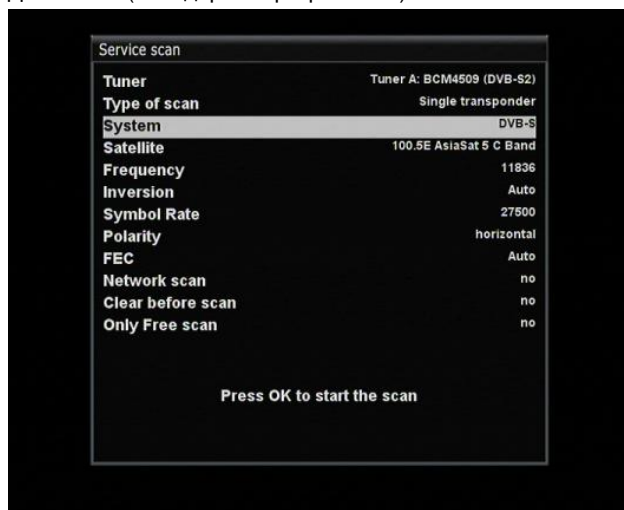 Service scan
Tuner Tuner A: BCM4509 (DVB-S2)
Type of scan Single transponder
System DVB-S
Satellite 100.5E AsiaSat 5 C Band
Frequency 11836
Inversion Auto
Symbol Rate 27500
Polarity horizontal
FEC Auto
Network scan no
Clear before scan no
Only Free scan no
Press OK to start the scan